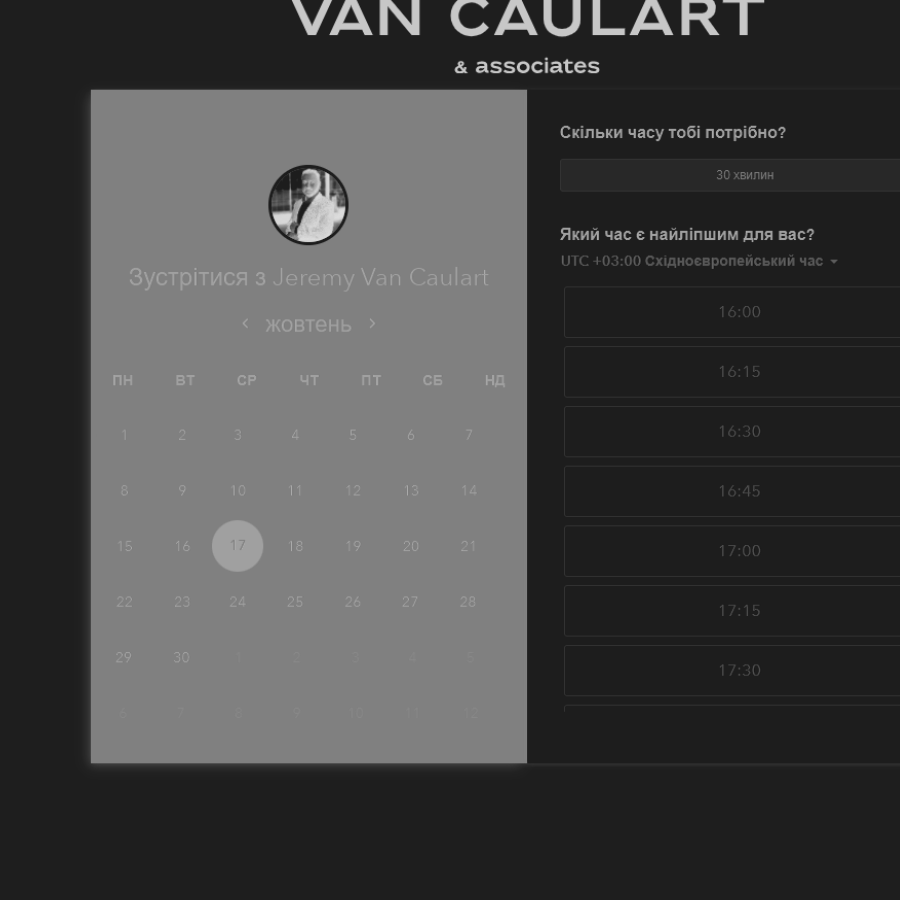 VAN CAULART
& associates
Зустрітися з Jeremy Van Caulart
жовтень
ПН ВТ СР ЧТ ПТ СБ НД
1 2 3 4 5 6 7
8 9 10 11 12 13 14
15 16 17 18 19 20 21
22 23 24 25 26 27 28
29 30 1 2 3 4 5
6 7 8 9 10 11 12
Скільки часу тобі потрібно?
30 хвилин
Який час є найліпшим для вас?
UTC +03:00 Східноєвропейський час
16:00
16:15
16:30
16:45
17:00
17:15
17:30